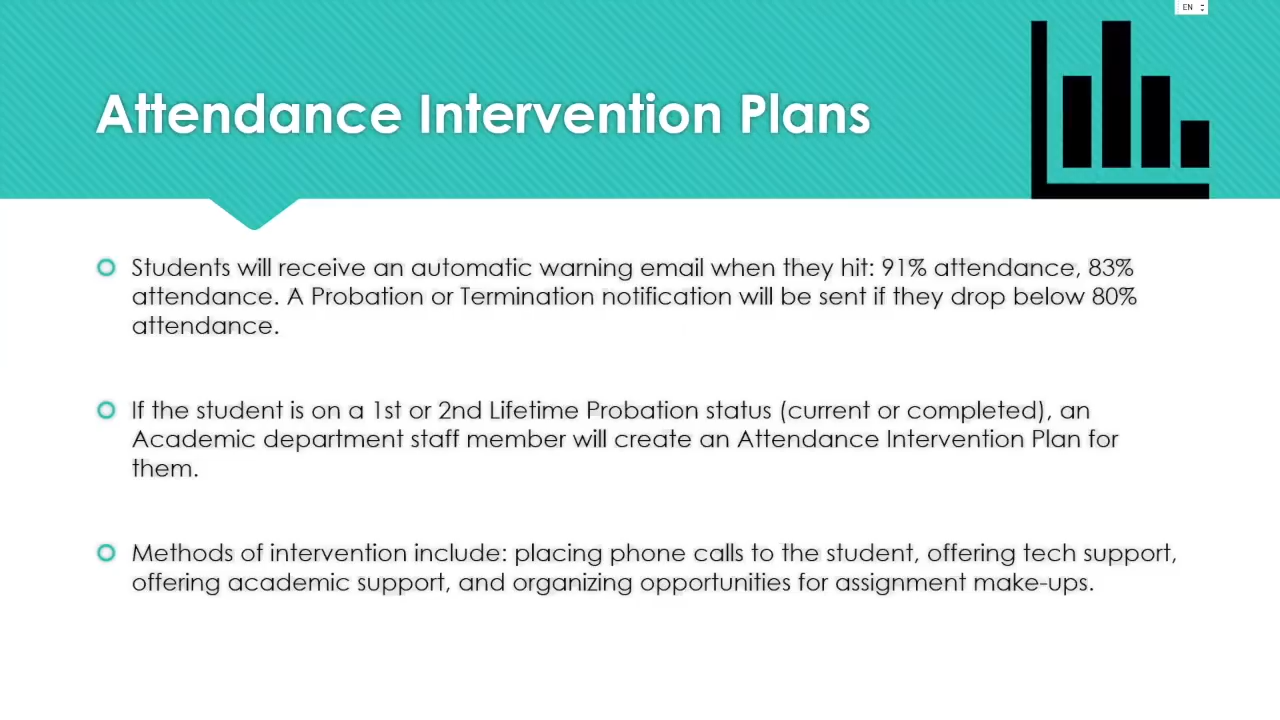 EN
Attendance Intervention Plans
Students will receive an automatic warning email when they hit: 91% attendance, 83%
attendance. A Probation or Termination notification will be sent if they drop below 80%
attendance.
If the student is on a 1st or 2nd Lifetime Probation status (current or completed), an
Academic department staff member will create an Attendance Intervention Plan for
them.
Methods of intervention include: placing phone calls to the student, offering tech support,
offering academic support, and organizing opportunities for assignment make-ups.